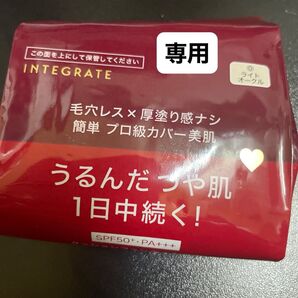 この面を上にして保管してください
専用
INTEGRATE
ライト
オークル
毛穴レス×厚塗り感ナシ
簡単 プロ級カバー美肌
うるんだ つや肌
1日中続く!
SPF50+・PA+++